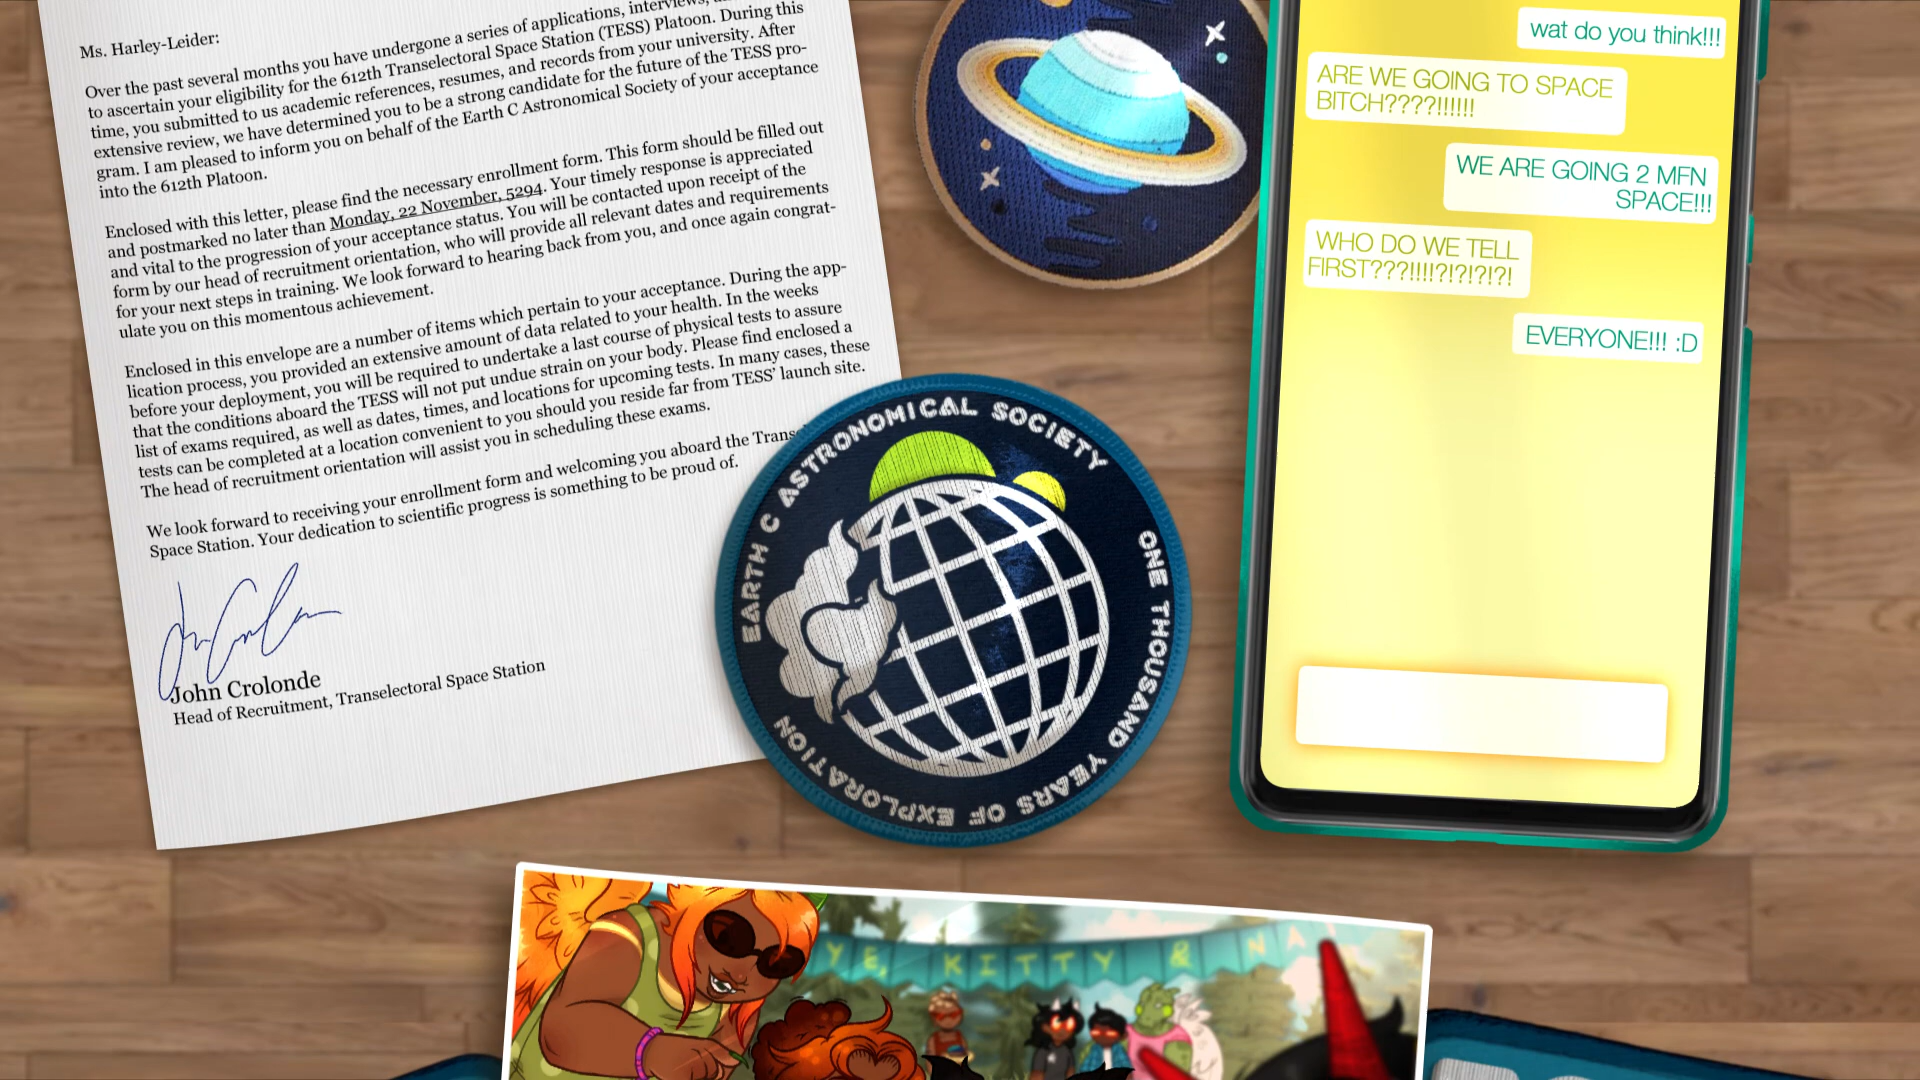 Ms. Harley-Leider:
Over the past several months you have undergone a series of applications, interviews,
to ascertain your eligibility for the 612th Transelectoral Space Station (TESS) Platoon. During this
time, you submitted to us academic references, resumes, and records from your university. After
extensive review, we have determined you to be a strong candidate for the future of the TESS pro-
gram. I am pleased to inform you on behalf of the Earth C Astronomical Society of your acceptance
into the 612th Platoon.
Enclosed with this letter, please find the necessary enrollment form. This form should be filled out
and postmarked no later than Monday, 22 November, 5294. Your timely response is appreciated
and vital to the progression of your acceptance status. You will be contacted upon receipt of the
form by our head of recruitment orientation, who will provide all relevant dates and requirements
for your next steps in training. We look forward to hearing back from you, and once again congrat-
ulate you on this momentous achievement.
Enclosed in this envelope are a number of items which pertain to your acceptance. During the app-
lication process, you provided an extensive amount of data related to your health. In the weeks
before your deployment, you will be required to undertake a last course of physical tests to assure
that the conditions aboard the TESS will not put undue strain on your body. Please find enclosed a
list of exams required, as well as dates, times, and locations for upcoming tests. In many cases, these
tests can be completed at a location convenient to you should you reside far from TESS' launch site.
The head of recruitment orientation will assist you in scheduling these exams.
We look forward to receiving your enrollment form and welcoming you aboard the Trans
Space Station. Your dedication to scientific progress is something to be proud of.
John Crolonde
Head of Recruitment, Transelectoral Space Station
EARTH C ASTRONOMICAL SOCIETY
ONE THOUSAND YEARS OF EXPLORATION
wat do you think!!!
ARE WE GOING TO SPACE
BITCH????!!!!!!
WE ARE GOING 2 MFN
SPACE!!!
WHO DO WE TELL
FIRST???!!!!?!?!?!?!
EVERYONE!!! :D
YE, KITTY & NA